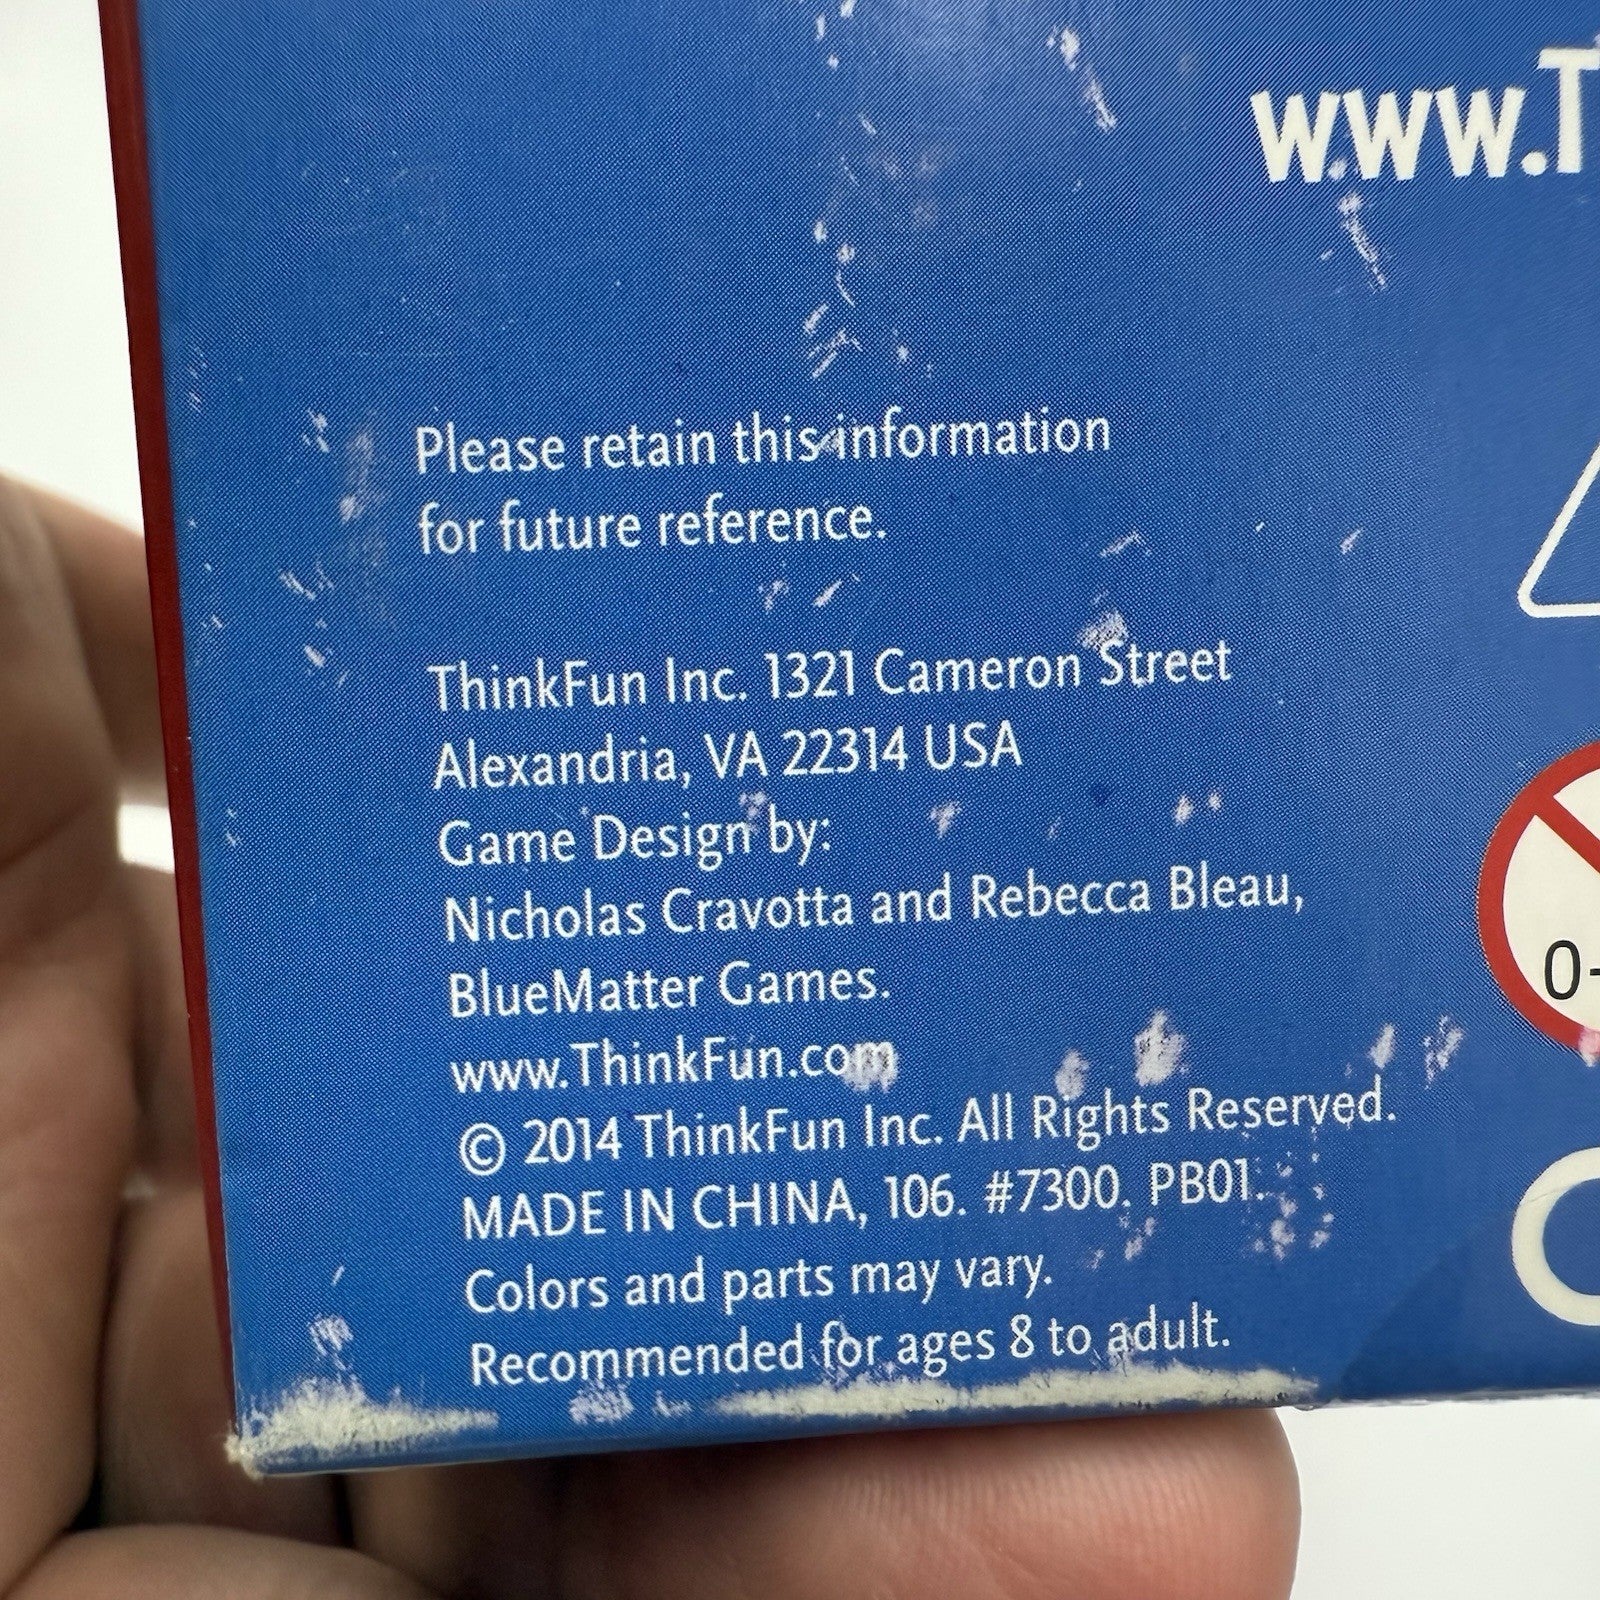 www.T
Please retain this information
for future reference.
ThinkFun Inc. 1321 Cameron Street
Alexandria, VA 22314 USA
Game Design by:
Nicholas Cravotta and Rebecca Bleau,
BlueMatter Games.
www.ThinkFun.com
© 2014 ThinkFun Inc. All Rights Reserved.
MADE IN CHINA, 106. #7300. PB01.
Colors and parts may vary.
Recommended for ages 8 to adult.
0-